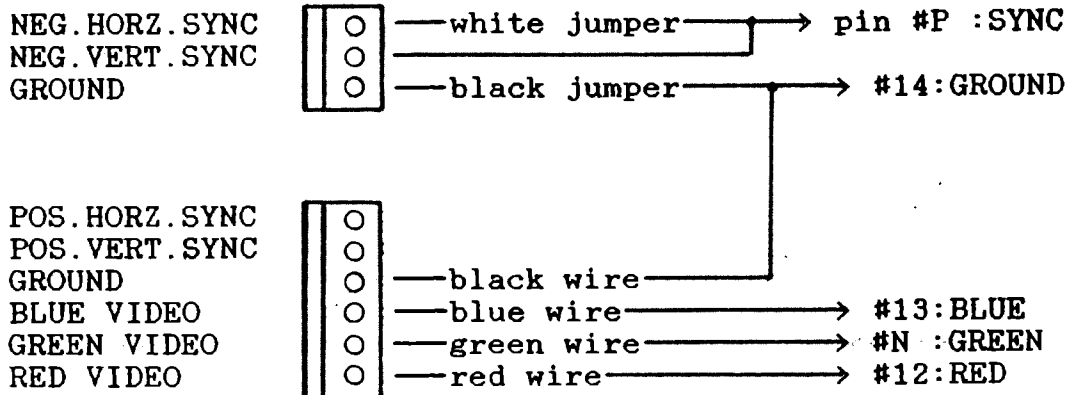 NEG.HORZ.SYNC white jumper pin #P :SYNC
NEG.VERT.SYNC
GROUND black jumper #14:GROUND
POS.HORZ.SYNC
POS.VERT.SYNC
GROUND black wire
BLUE VIDEO blue wire #13:BLUE
GREEN VIDEO green wire #N :GREEN
RED VIDEO red wire #12:RED